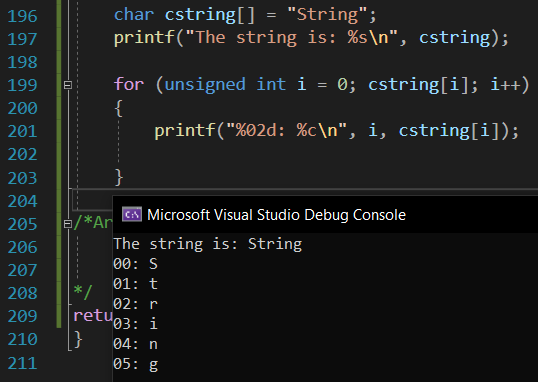 196 char cstring[] = "String";
197 printf("The string is: %s\n", cstring);
198
199 for (unsigned int i = 0; cstring[i]; i++)
200 {
201 printf("%02d: %c\n", i, cstring[i]);
202
203 }
204
205 /*Ar
206
207
208 */
209 retu
210 }
211
Microsoft Visual Studio Debug Console
The string is: String
00: S
01: t
02: r
03: i
04: n
05: g